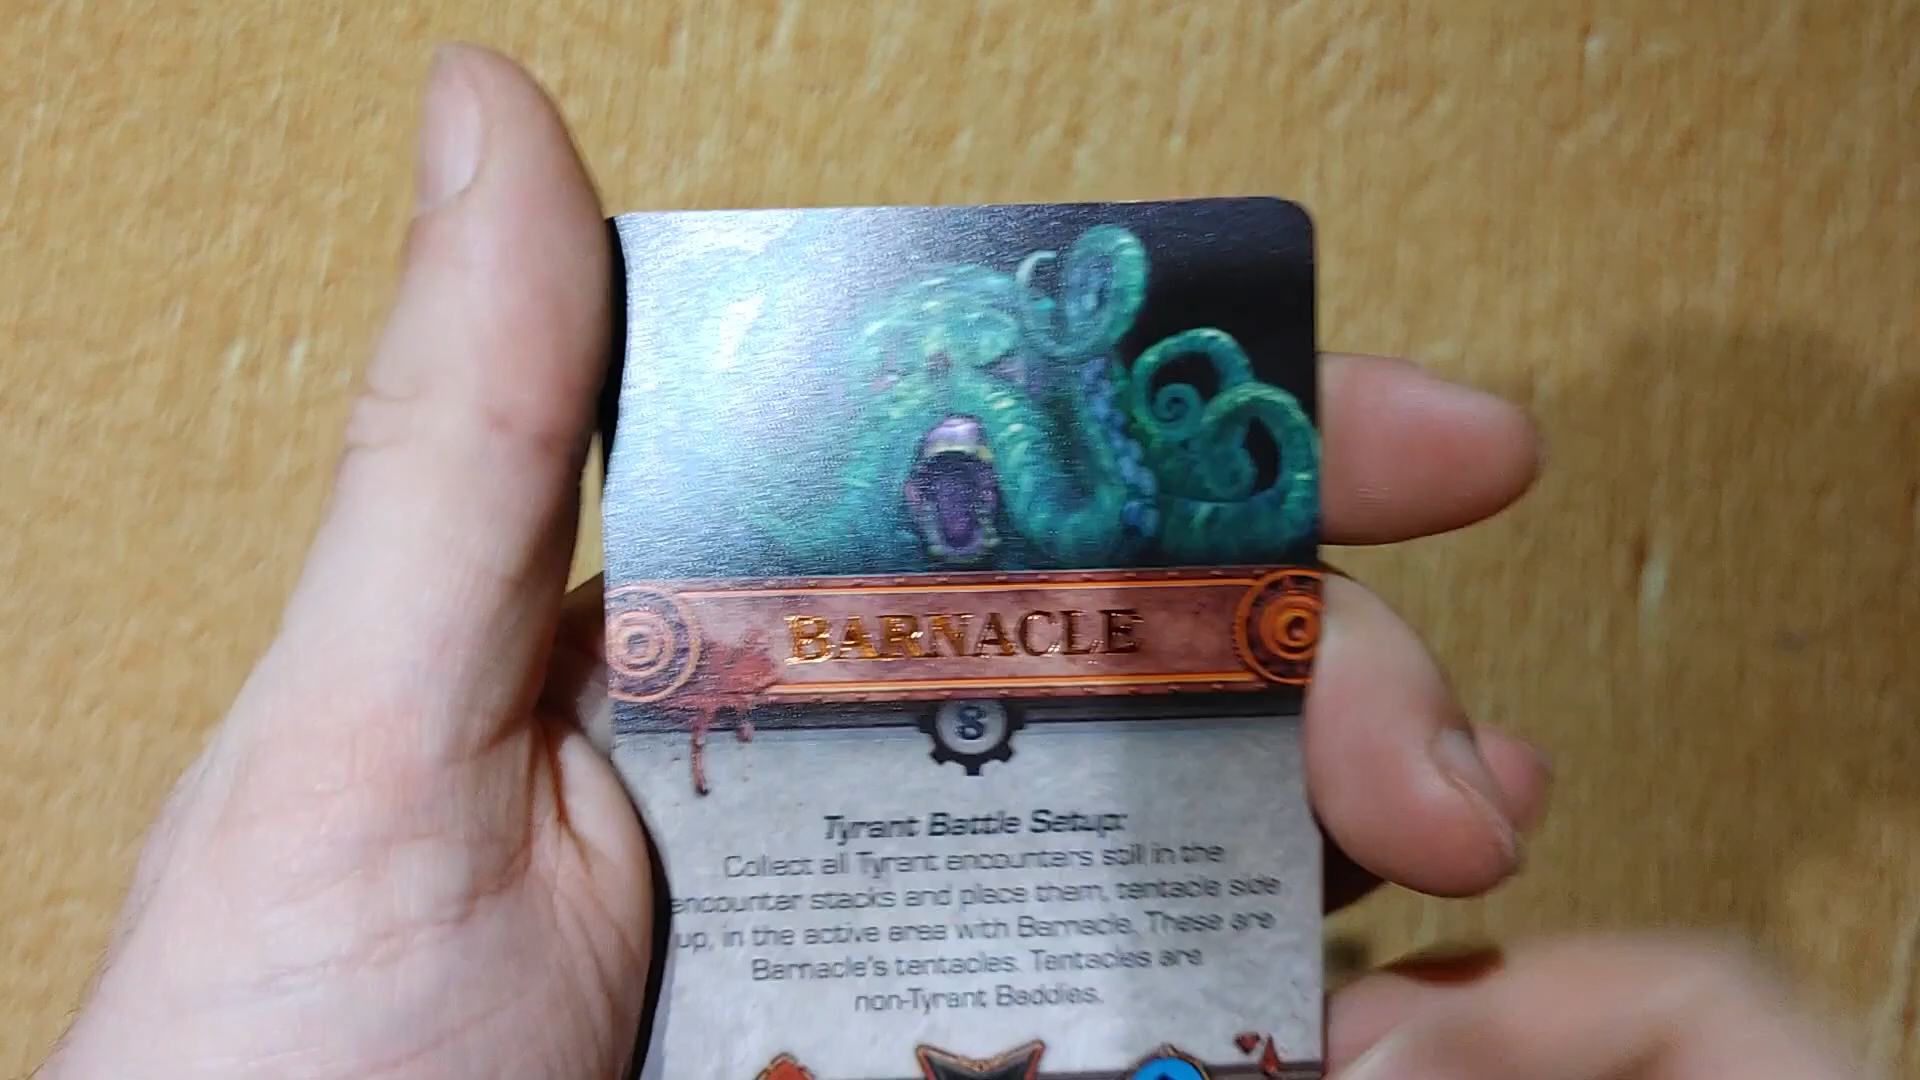 BARNACLE
8
Tyrant Battle Setup:
Collect all Tyrant encounters still in the
encounter stacks and place them, tentacle side
up, in the active area with Barnacle. These are
Barnacle's tentacles. Tentacles are
non-Tyrant Baddies.